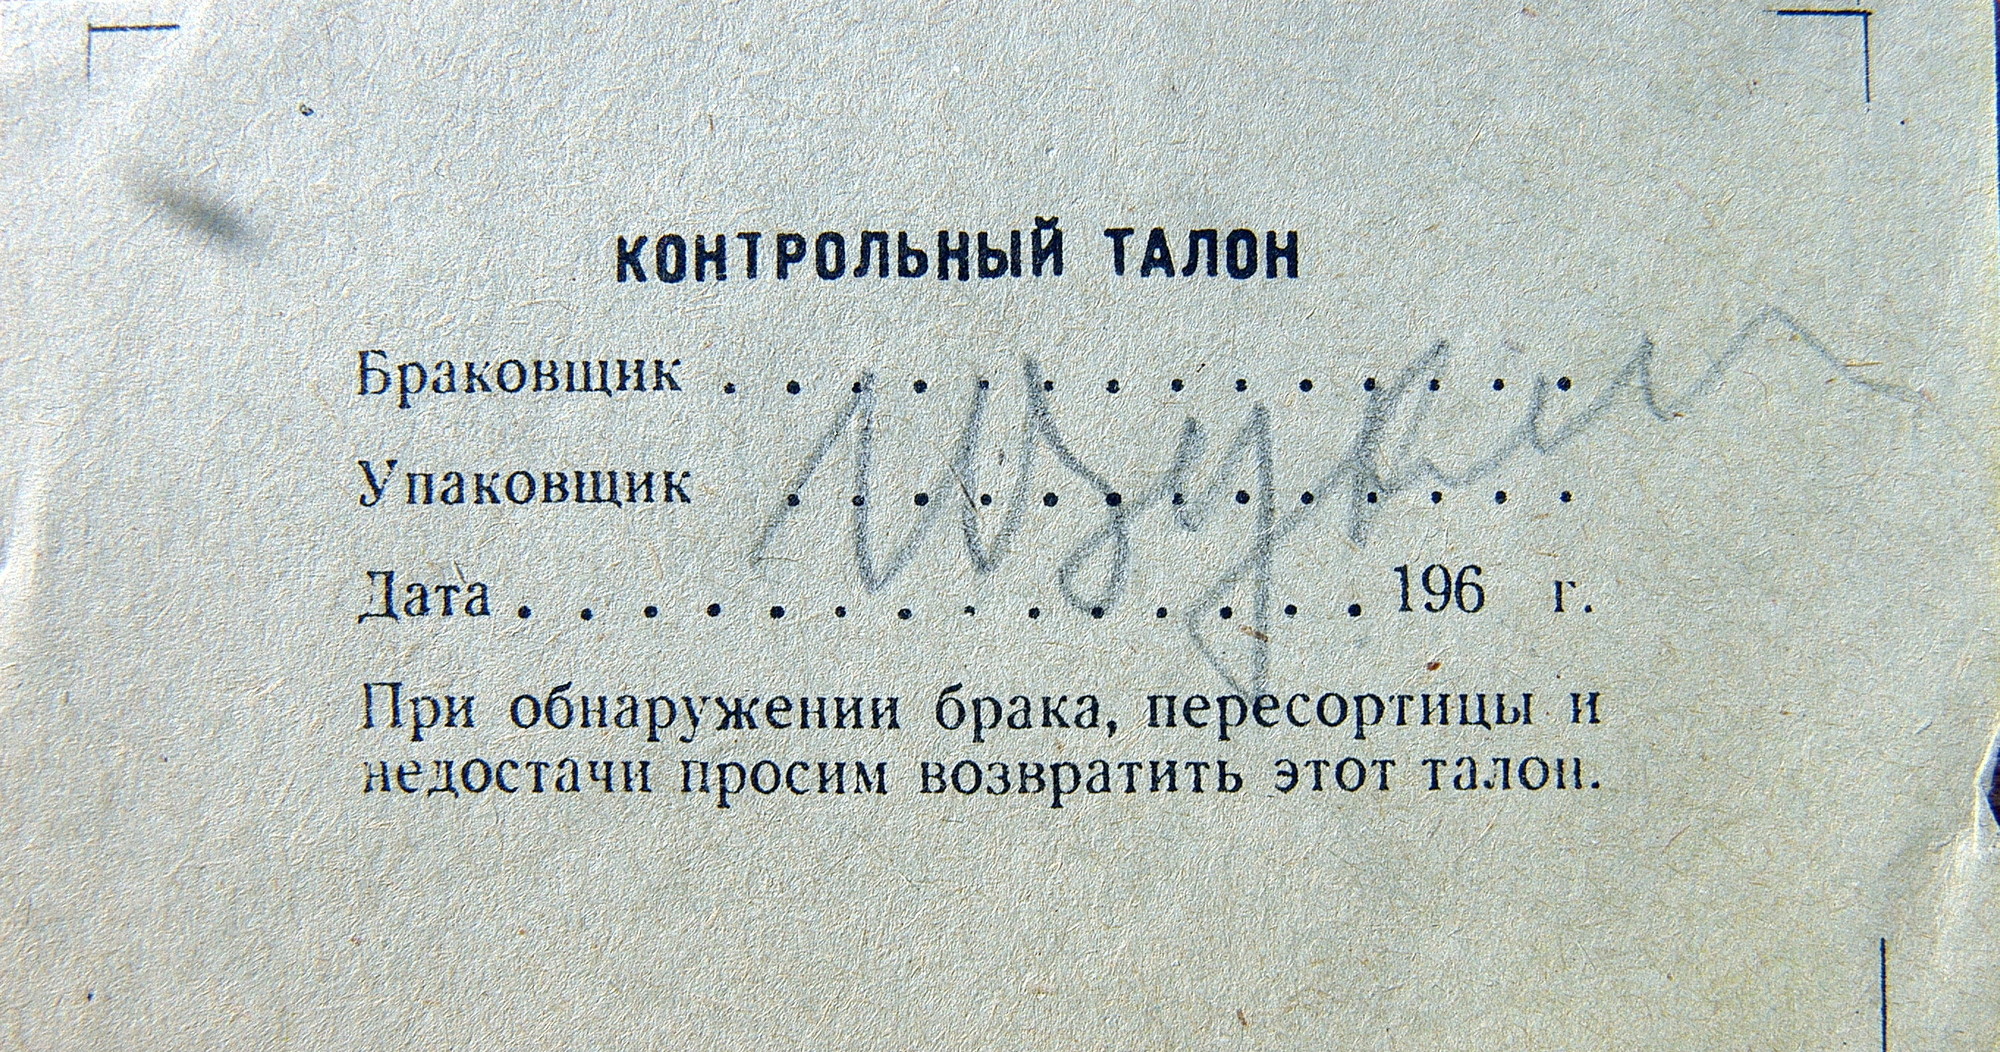 КОНТРОЛЬНЫЙ ТАЛОН
Браковщик . . . . . . . . . . . . . .
Упаковщик . . . . . . . . . . . . .
Дата . . . . . . . . . . . . . . 196 г.
При обнаружении брака, пересортицы и
недостачи просим возвратить этот талон.